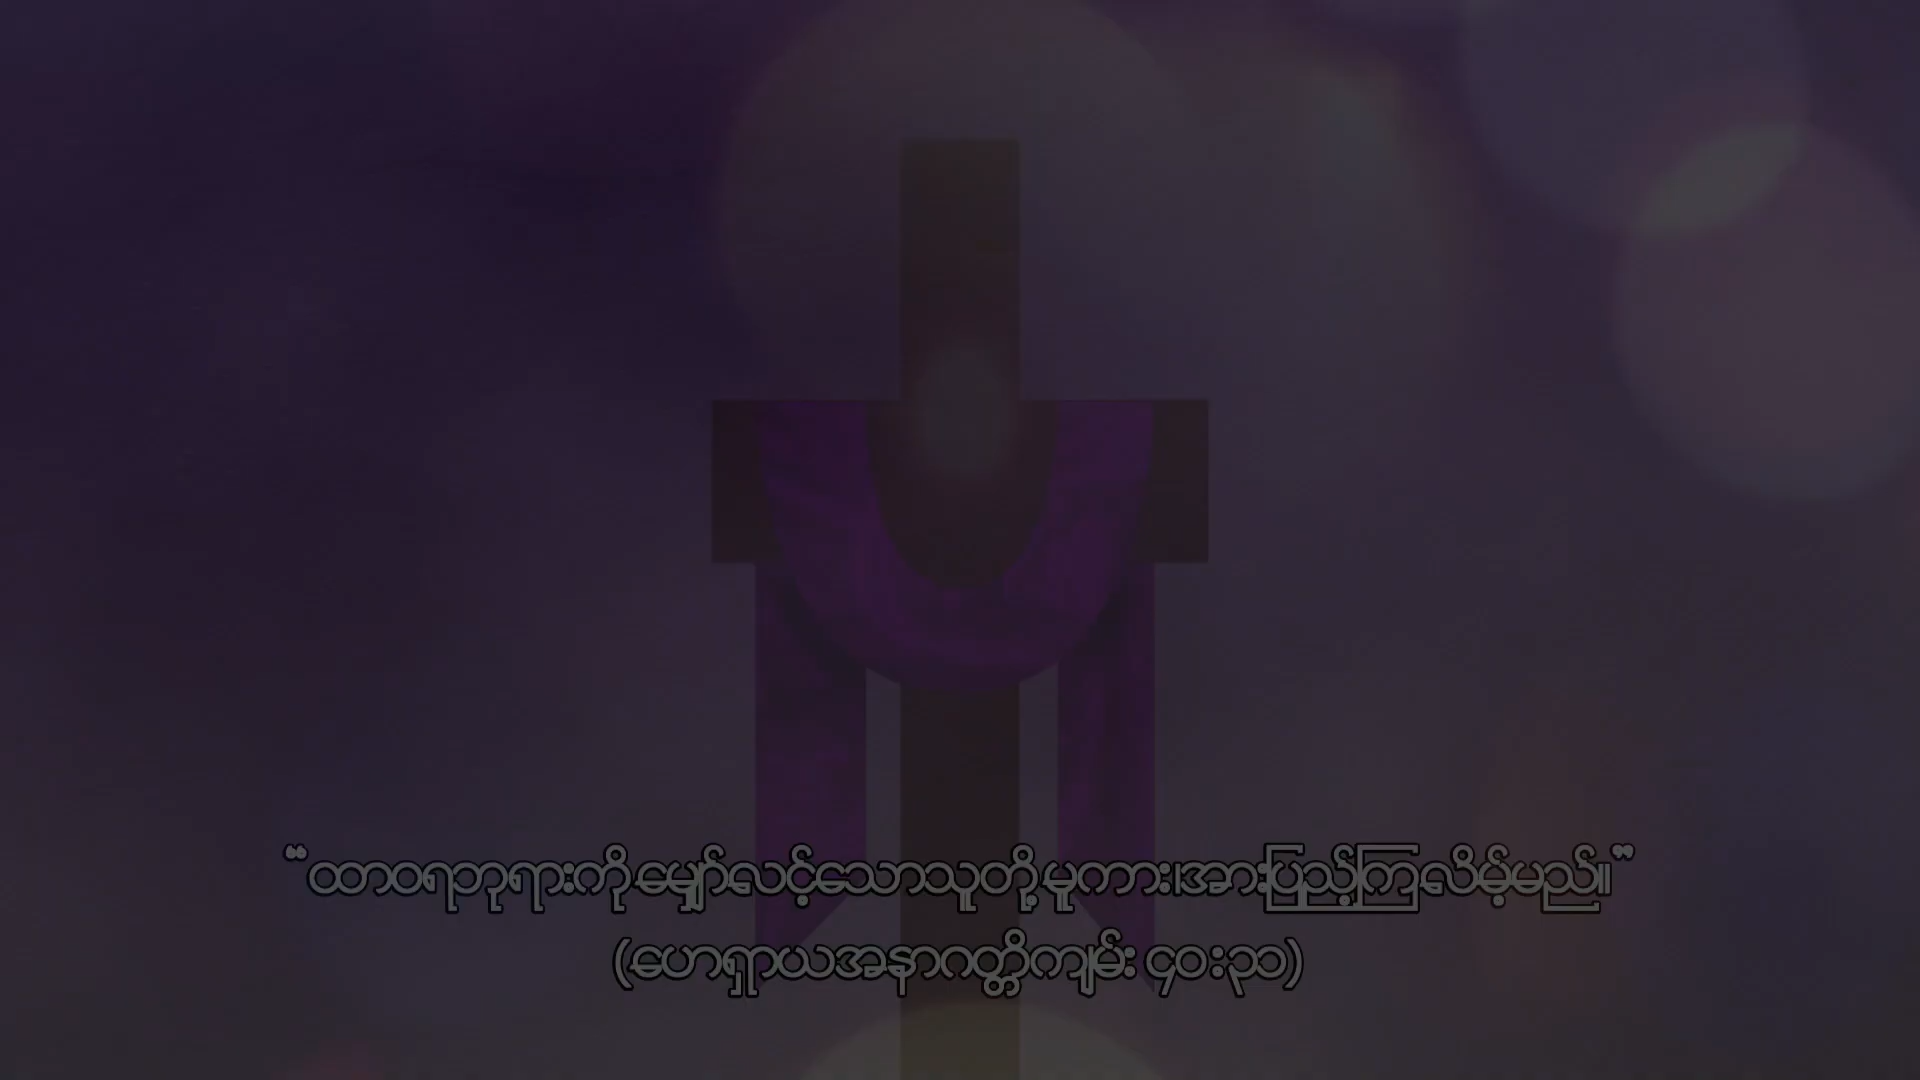 “ထာဝရဘုရားကိုမျှော်လင့်သောသူတို့မူကား၊အားပြည့်ကြလိမ့်မည်။”
(ဟေရှာယအနာဂတ္တိကျမ်း ၄၀:၃၁)